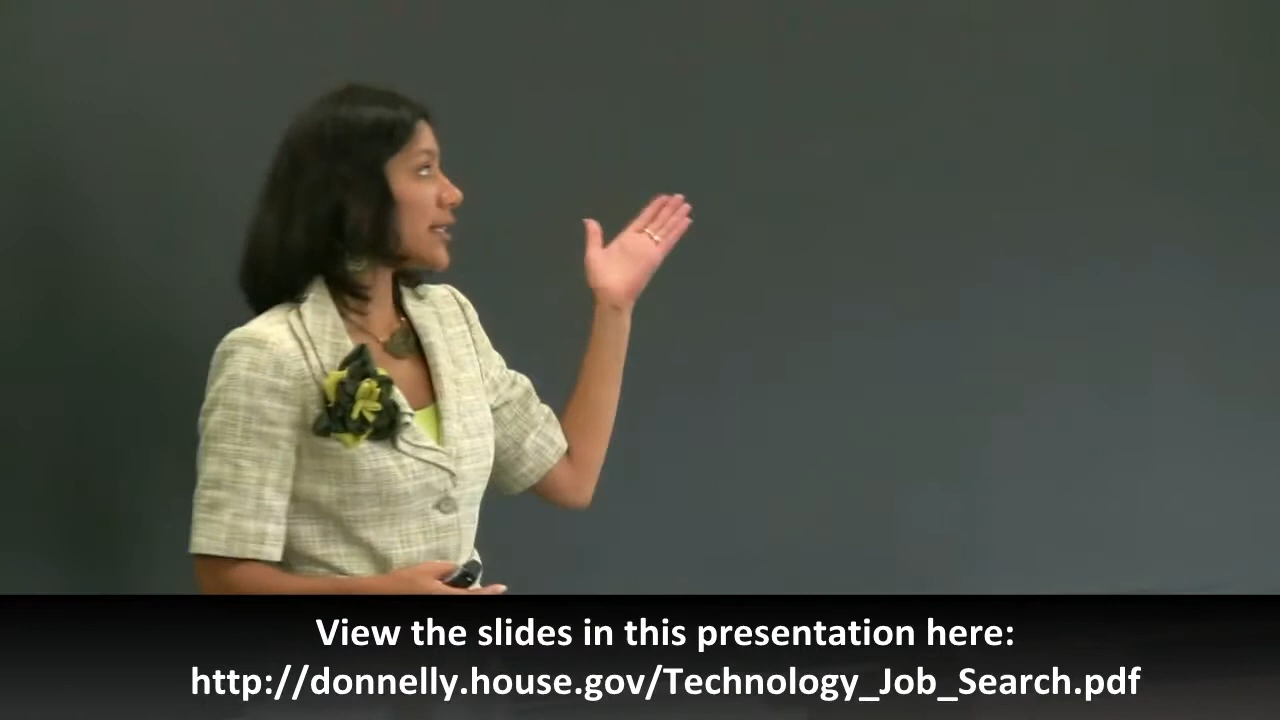 View the slides in this presentation here:
http://donnelly.house.gov/Technology_Job_Search.pdf